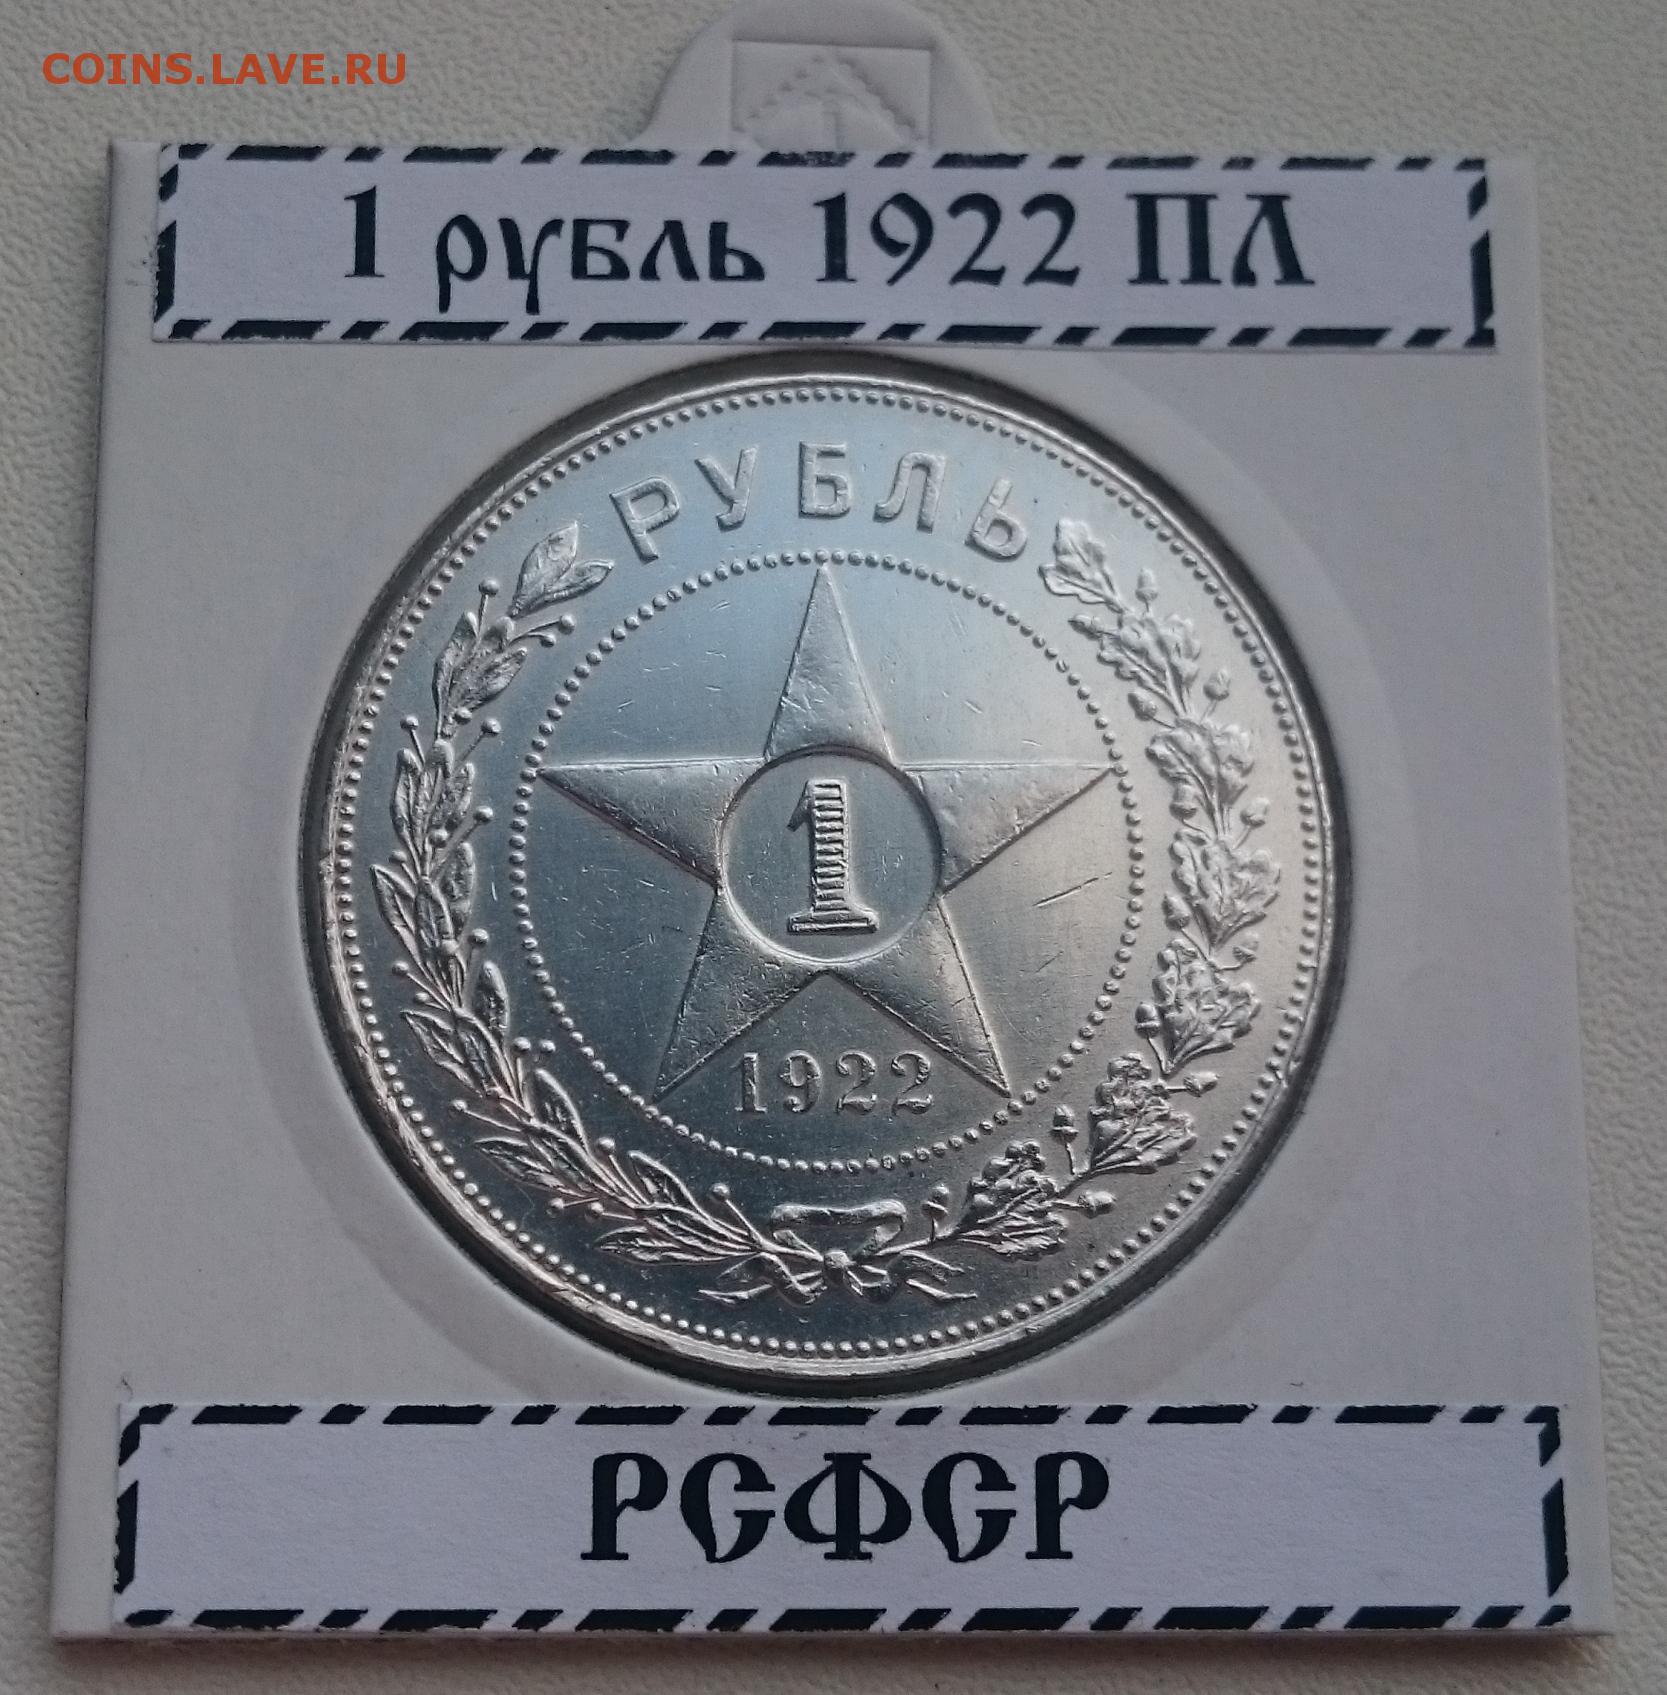 COINS.LAVE.RU
1 рубль 1922 ПЛ
РУБЛЬ
1
1922
РСФСР